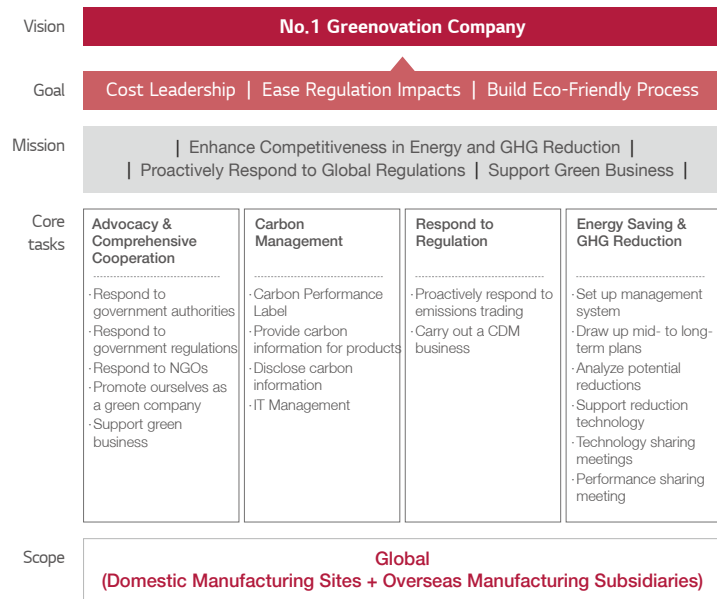 Vision
No.1 Greenovation Company
Goal
Cost Leadership | Ease Regulation Impacts | Build Eco-Friendly Process
Mission
| Enhance Competitiveness in Energy and GHG Reduction |
| Proactively Respond to Global Regulations | Support Green Business |
Core
tasks
Advocacy &
Comprehensive
Cooperation
·Respond to
government authorities
·Respond to
government regulations
·Respond to NGOs
·Promote ourselves as
a green company
·Support green
business
Carbon
Management
·Carbon Performance
Label
·Provide carbon
information for products
·Disclose carbon
information
·IT Management
Respond to
Regulation
·Proactively respond to
emissions trading
·Carry out a CDM
business
Energy Saving &
GHG Reduction
·Set up management
system
·Draw up mid- to long-
term plans
·Analyze potential
reductions
·Support reduction
technology
·Technology sharing
meetings
·Performance sharing
meeting
Scope
Global
(Domestic Manufacturing Sites + Overseas Manufacturing Subsidiaries)